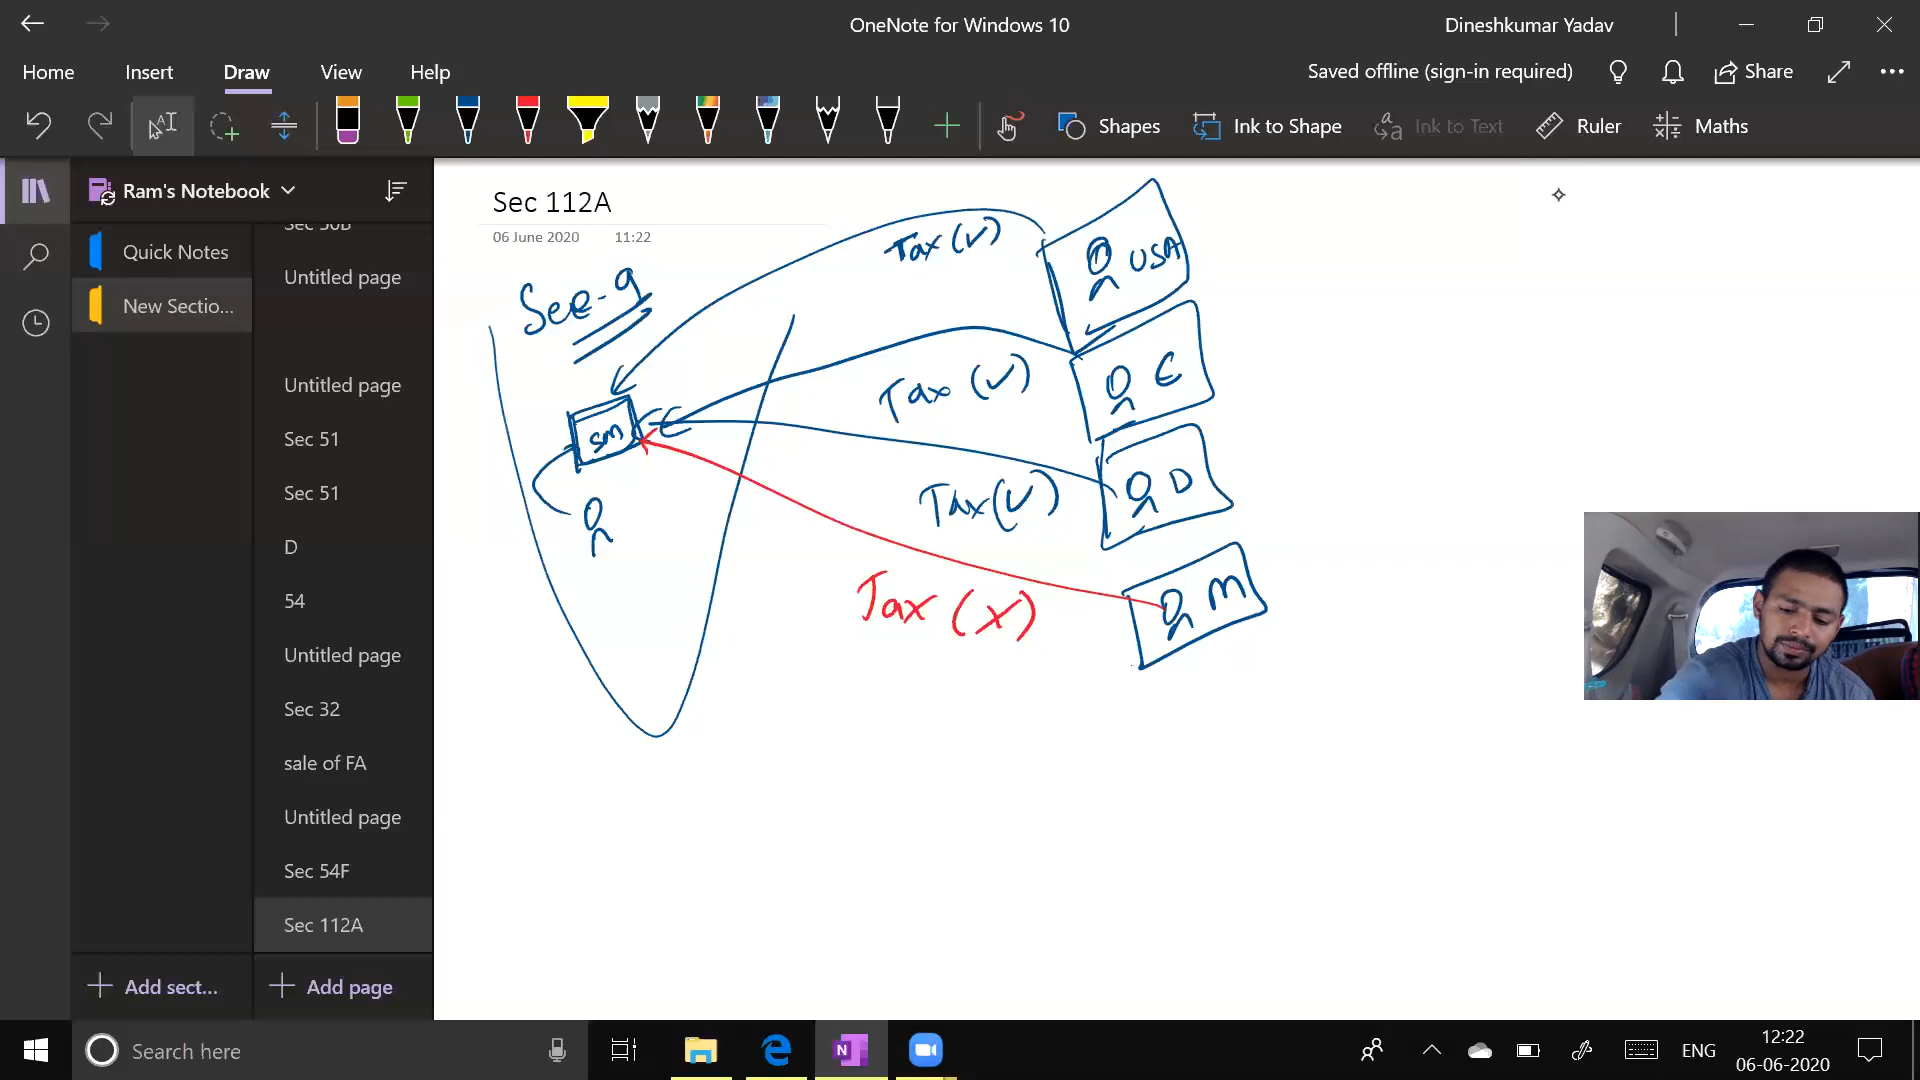 OneNote for Windows 10
Dineshkumar Yadav
Home Insert Draw View Help
Saved offline (sign-in required)
Share
Shapes
Ink to Shape
Ink to Text
Ruler
Maths
Ram's Notebook
Quick Notes
New Sectio...
Sec 50B
Untitled page
Untitled page
Sec 51
Sec 51
D
54
Untitled page
Sec 32
sale of FA
Untitled page
Sec 54F
Sec 112A
Add sect...
Add page
Sec 112A
06 June 2020 11:22
Sec-9
Tax (✓)
USA
Tax (✓)
E
SM
Tax (✓)
D
Tax (X)
M
Search here
ENG
12:22
06-06-2020